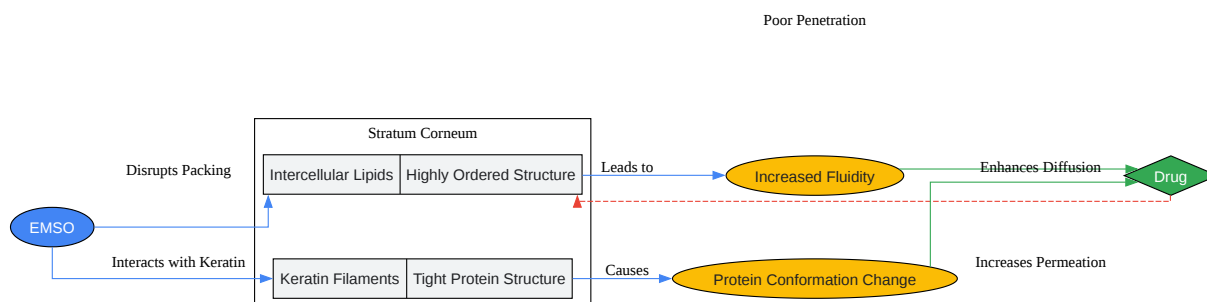 Poor Penetration
Stratum Corneum
Disrupts Packing
Intercellular Lipids
Highly Ordered Structure
Leads to
Increased Fluidity
Enhances Diffusion
Drug
EMSO
Interacts with Keratin
Keratin Filaments
Tight Protein Structure
Causes
Protein Conformation Change
Increases Permeation